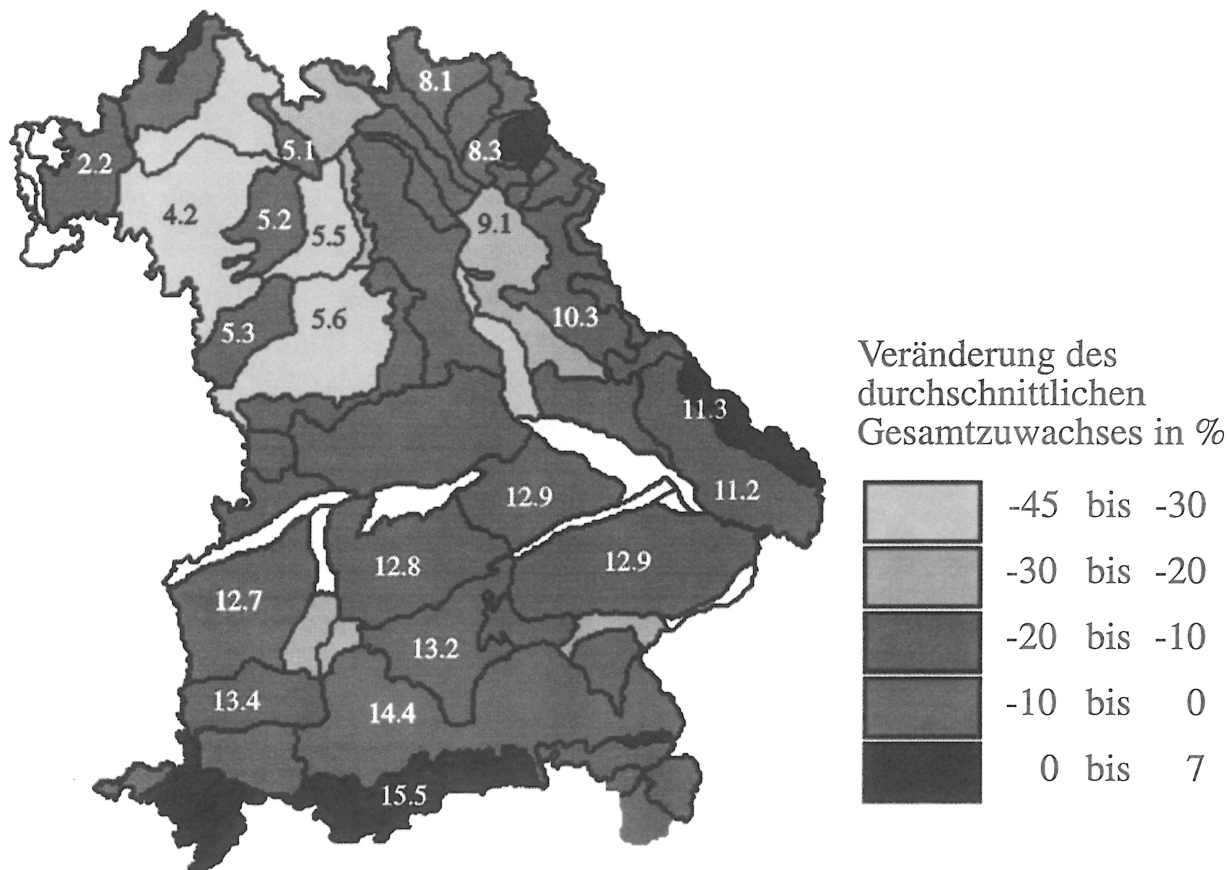 8.1
5.1
8.3
2.2
4.2
5.2
5.5
9.1
10.3
5.3
5.6
11.3
12.9
11.2
12.8
12.9
12.7
13.2
13.4
14.4
15.5
Veränderung des
durchschnittlichen
Gesamtzuwachses in %
-45 bis -30
-30 bis -20
-20 bis -10
-10 bis 0
0 bis 7